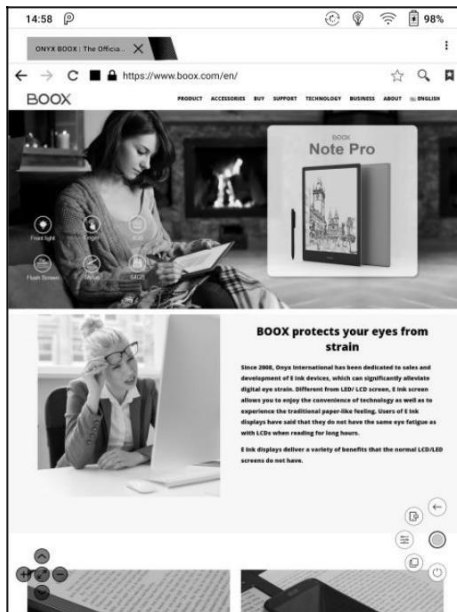 14:58
98%
ONYX BOOX : The Officia..
https://www.boox.com/en/
BOOX
PRODUCT ACCESSORIES BUY SUPPORT TECHNOLOGY BUSINESS ABOUT ENGLISH
BOOX
Note Pro
Front light
Flash Screen
BOOX protects your eyes from
strain
Since 2008, Onyx International has been dedicated to sales and
development of E ink devices, which can significantly alleviate
digital eye strain. Different from LED/ LCD screen, E ink screen
allows you to enjoy the convenience of technology as well as to
experience the traditional paper-like feeling. Users of E ink
displays have said that they do not have the same eye fatigue as
with LCDs when reading for long hours.
E ink displays deliver a variety of benefits that the normal LCD/LED
screens do not have.